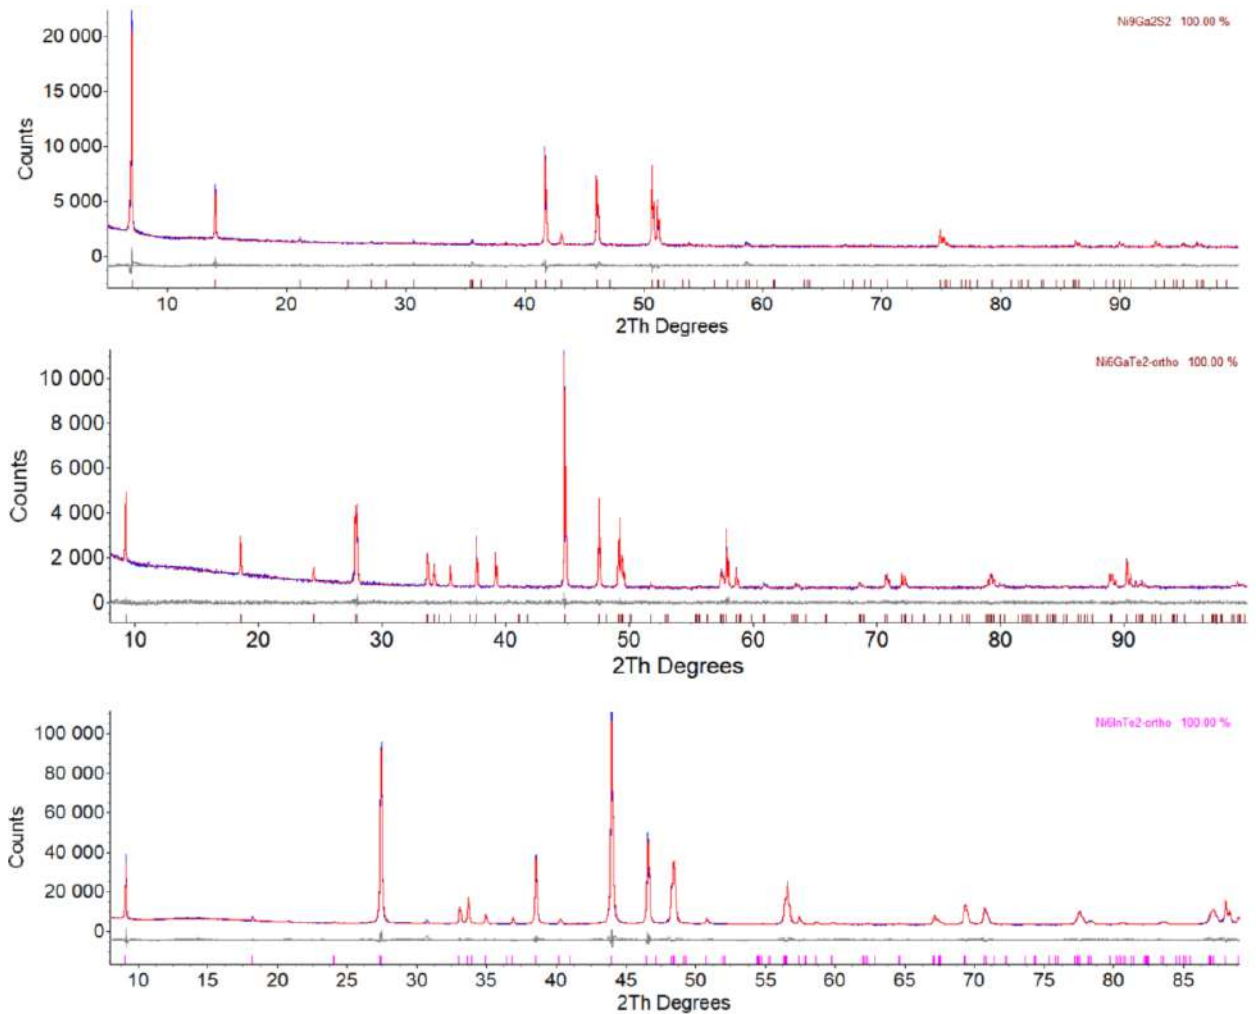 Ni9Ga2S2 100.00 %
20 000
15 000
10 000
5 000
0
Counts
10 20 30 40 50 60 70 80 90
2Th Degrees
Ni6GaTe2-ortho 100.00 %
10 000
8 000
6 000
4 000
2 000
0
Counts
10 20 30 40 50 60 70 80 90
2Th Degrees
Ni6InTe2-ortho 100.00 %
100 000
80 000
60 000
40 000
20 000
0
Counts
10 15 20 25 30 35 40 45 50 55 60 65 70 75 80 85
2Th Degrees